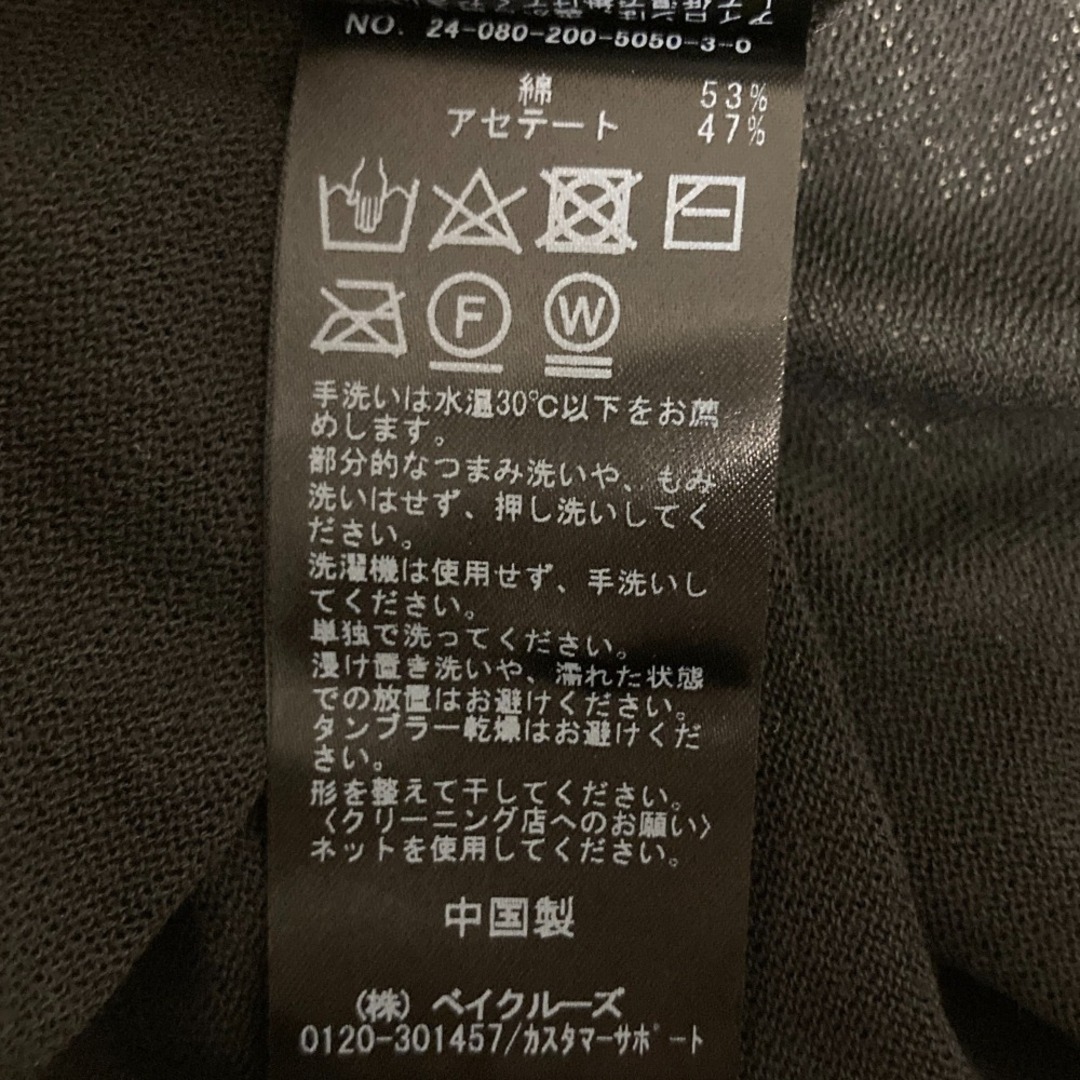 NO. 24-080-200-5050-3-0
綿 53%
アセテート 47%
F W
手洗いは水温30℃以下をお薦
めします。
部分的なつまみ洗いや、もみ
洗いはせず、押し洗いしてく
ださい。
洗濯機は使用せず、手洗いし
てください。
単独で洗ってください。
浸け置き洗いや、濡れた状態
での放置はお避けください。
タンブラー乾燥はお避けくだ
さい。
形を整えて干してください。
〈クリーニング店へのお願い〉
ネットを使用してください。
中国製
(株) ベイクルーズ
0120-301457/カスタマーサポート